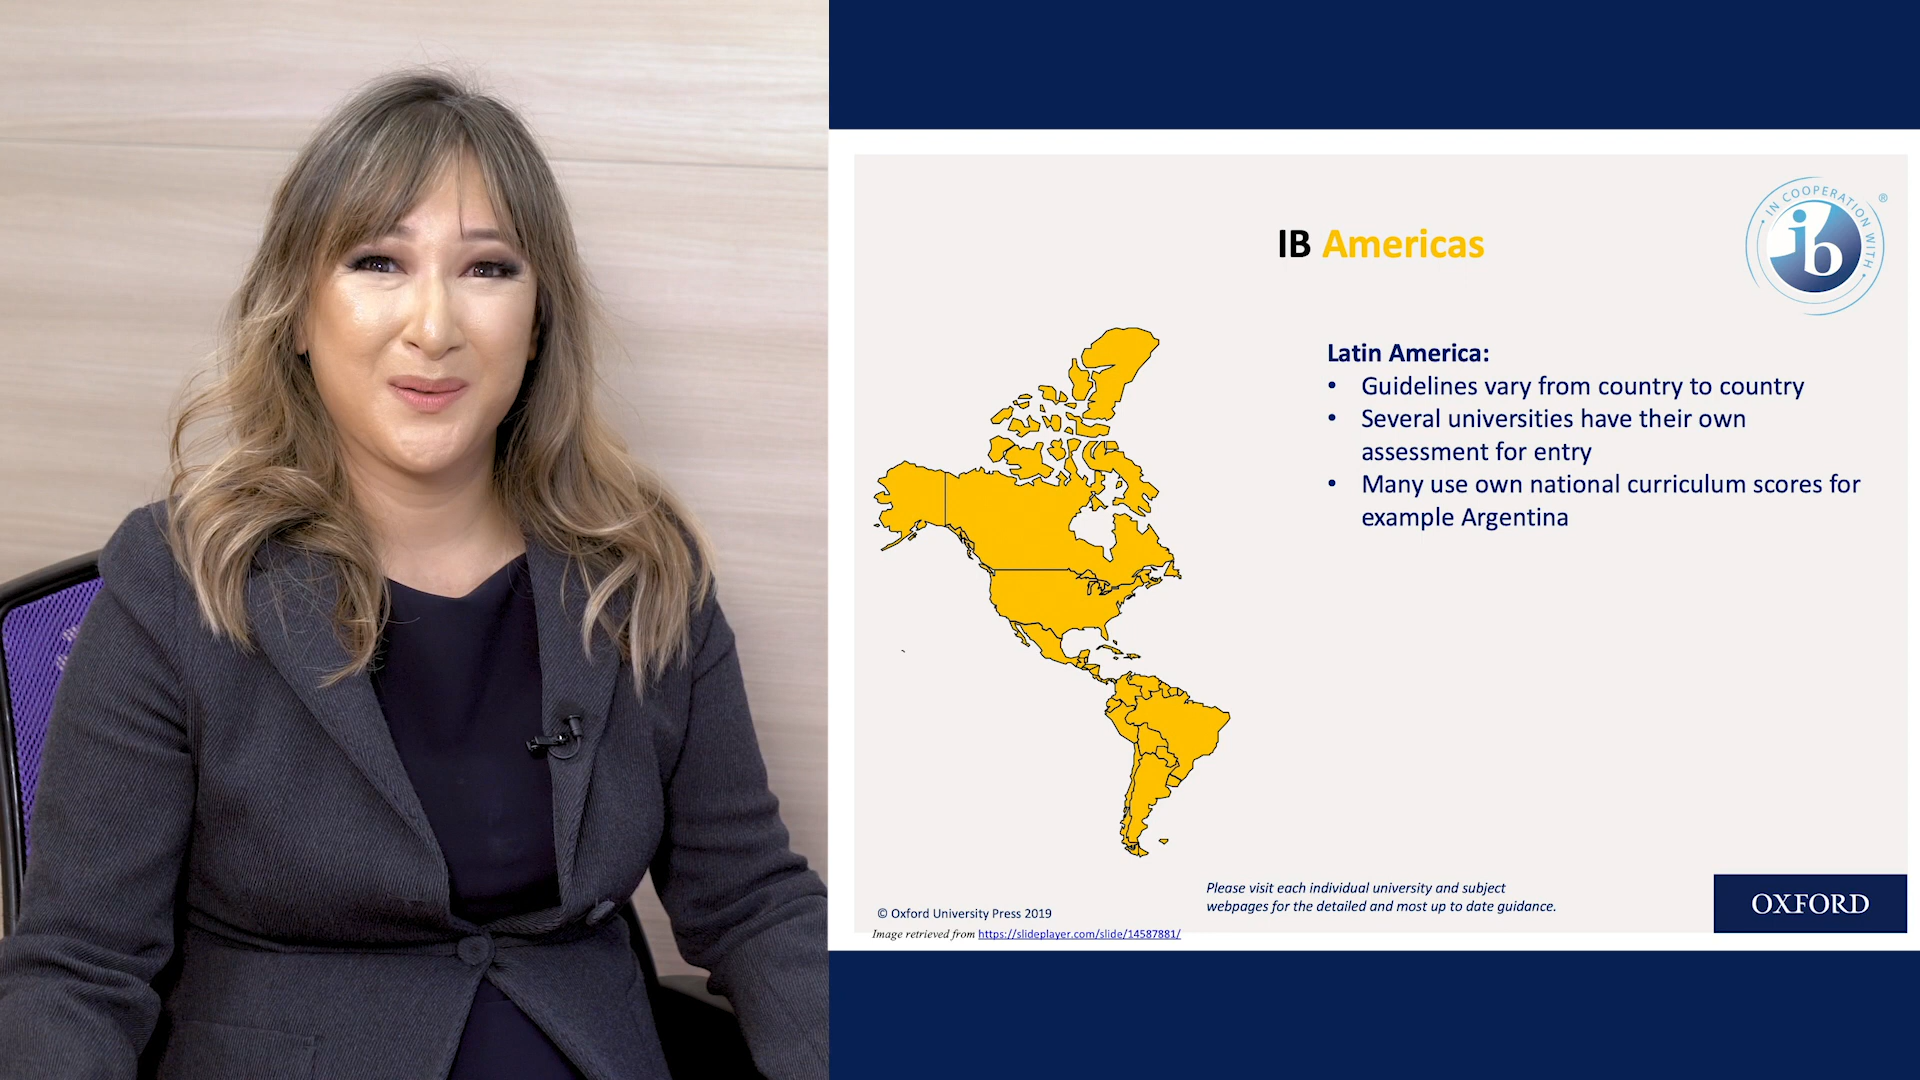 IB Americas
IN COOPERATION WITH
ib
®
Latin America:
• Guidelines vary from country to country
• Several universities have their own
assessment for entry
• Many use own national curriculum scores for
example Argentina
Please visit each individual university and subject
webpages for the detailed and most up to date guidance.
© Oxford University Press 2019
Image retrieved from https://slideplayer.com/slide/14587881/
OXFORD